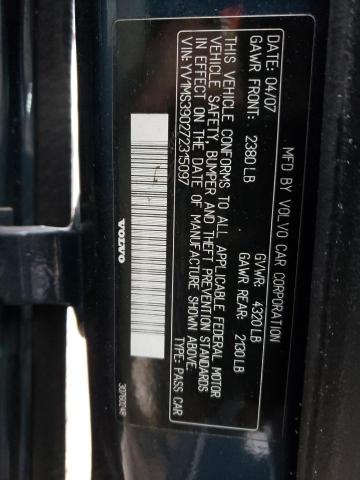 MFD BY VOLVO CAR CORPORATION
DATE: 04/07 GVWR: 4320 LB
GAWR FRONT: 2380 LB GAWR REAR: 2130 LB
THIS VEHICLE CONFORMS TO ALL APPLICABLE FEDERAL MOTOR
VEHICLE SAFETY, BUMPER AND THEFT PREVENTION STANDARDS
IN EFFECT ON THE DATE OF MANUFACTURE SHOWN ABOVE.
VIN: YV1MS390272315097 TYPE: PASS CAR
VOLVO